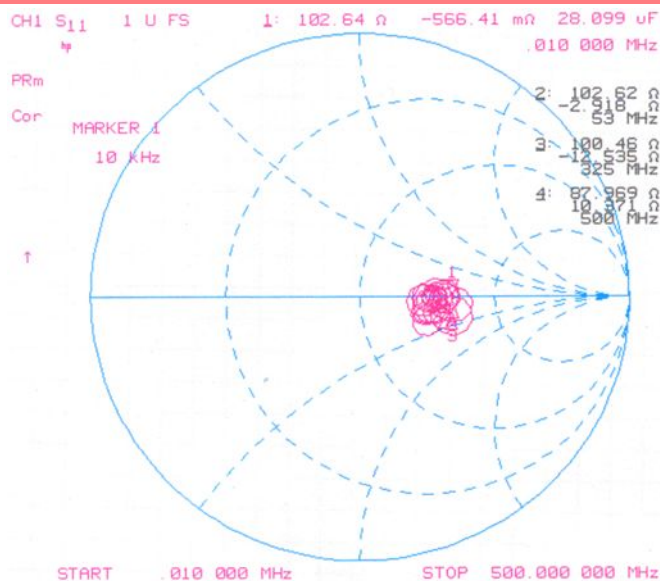 CH1 S11 1 U FS 1: 102.64 Ω -566.41 mΩ 28.099 uF
hp
.010 000 MHz
PRm
Cor
MARKER 1
10 kHz
2: 102.62 Ω
-2.918 Ω
53 MHz
3: 100.46 Ω
-12.535 Ω
325 MHz
4: 87.969 Ω
10.371 Ω
500 MHz
↑
1
START .010 000 MHz STOP 500.000 000 MHz